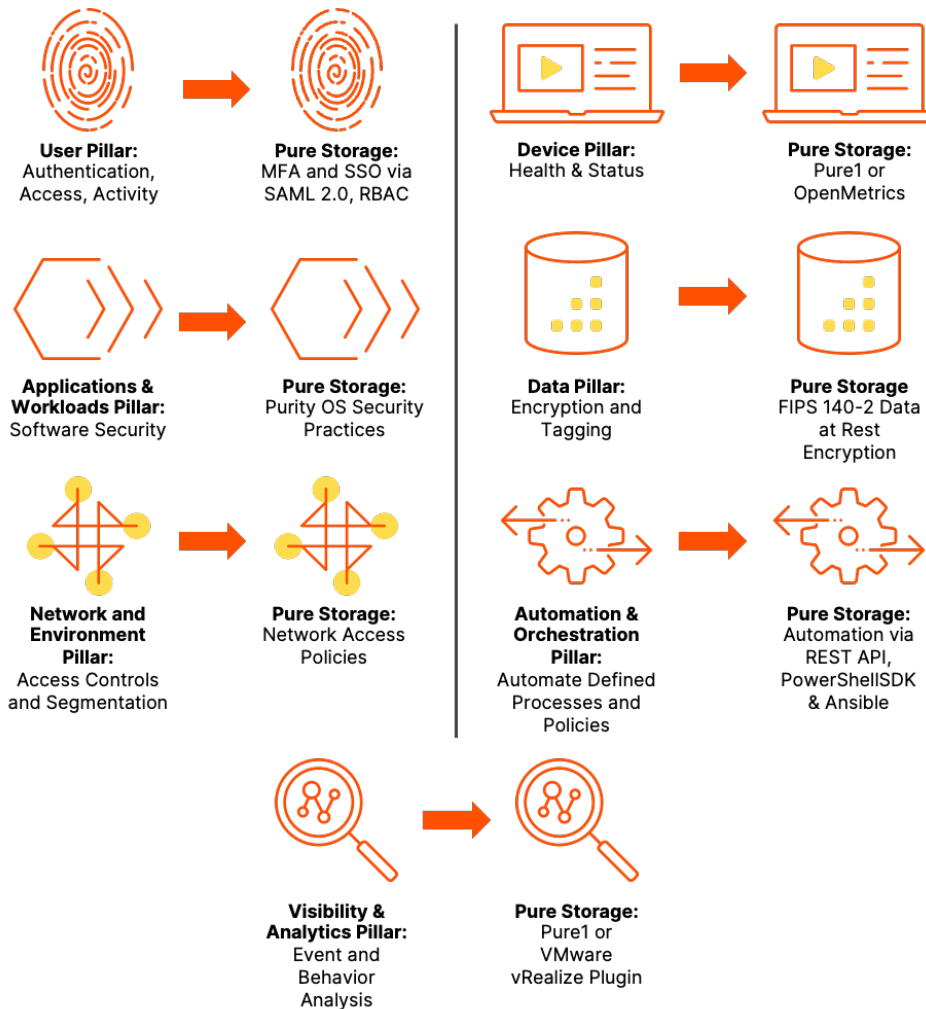 User Pillar:
Authentication,
Access, Activity
Pure Storage:
MFA and SSO via
SAML 2.0, RBAC
Device Pillar:
Health & Status
Pure Storage:
Pure1 or
OpenMetrics
Applications &
Workloads Pillar:
Software Security
Pure Storage:
Purity OS Security
Practices
Data Pillar:
Encryption and
Tagging
Pure Storage
FIPS 140-2 Data
at Rest
Encryption
Network and
Environment
Pillar:
Access Controls
and Segmentation
Pure Storage:
Network Access
Policies
Automation &
Orchestration
Pillar:
Automate Defined
Processes and
Policies
Pure Storage:
Automation via
REST API,
PowerShellSDK
& Ansible
Visibility &
Analytics Pillar:
Event and
Behavior
Analysis
Pure Storage:
Pure1 or
VMware
vRealize Plugin